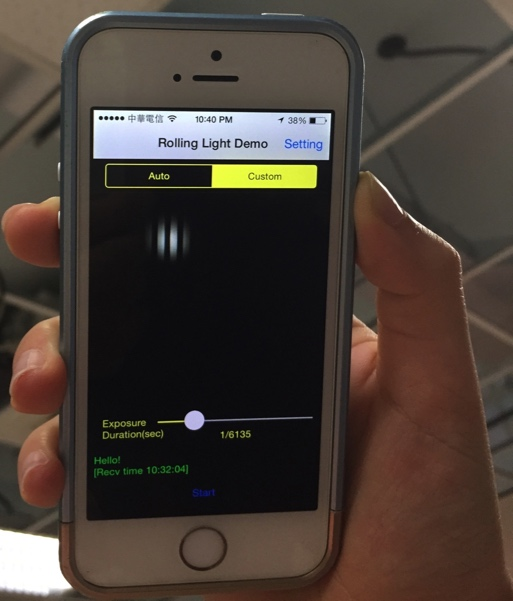 中華電信 10:40 PM 38%
Rolling Light Demo Setting
Auto Custom
Exposure
Duration(sec) 1/6135
Hello!
[Recv time 10:32:04]
Start